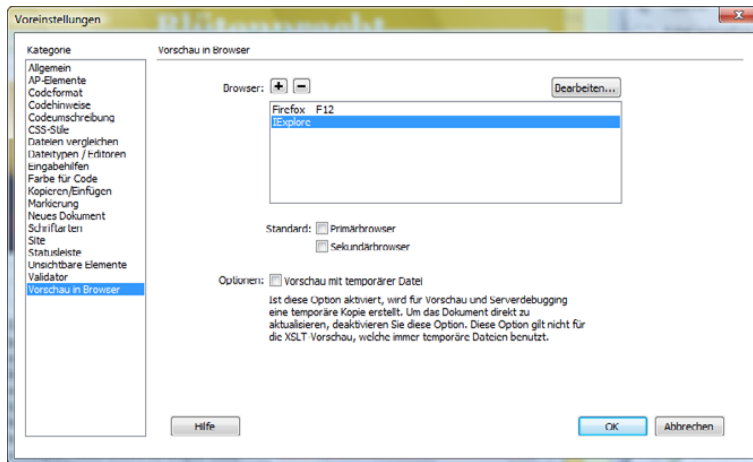 Blütenpracht
Voreinstellungen
Kategorie
Allgemein
AP-Elemente
Codeformat
Codehinweise
Codeumschreibung
CSS-Stile
Dateien vergleichen
Dateitypen / Editoren
Eingabehilfen
Farbe für Code
Kopieren/Einfügen
Markierung
Neues Dokument
Schriftarten
Site
Statusleiste
Unsichtbare Elemente
Validator
Vorschau in Browser
Vorschau in Browser
Browser:
Bearbeiten...
Firefox F12
IExplore
Standard: Primärbrowser
Sekundärbrowser
Optionen: Vorschau mit temporärer Datei
Ist diese Option aktiviert, wird für Vorschau und Serverdebugging
eine temporäre Kopie erstellt. Um das Dokument direkt zu
aktualisieren, deaktivieren Sie diese Option. Diese Option gilt nicht für
die XSLT-Vorschau, welche immer temporäre Dateien benutzt.
Hilfe
OK
Abbrechen